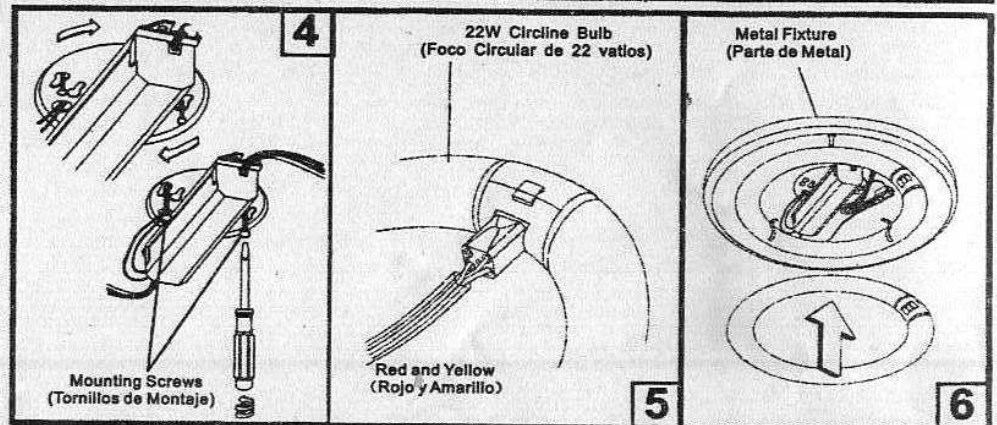 4
Mounting Screws
(Tornillos de Montaje)
22W Circline Bulb
(Foco Circular de 22 vatios)
Red and Yellow
(Rojo y Amarillo)
5
Metal Fixture
(Parte de Metal)
6